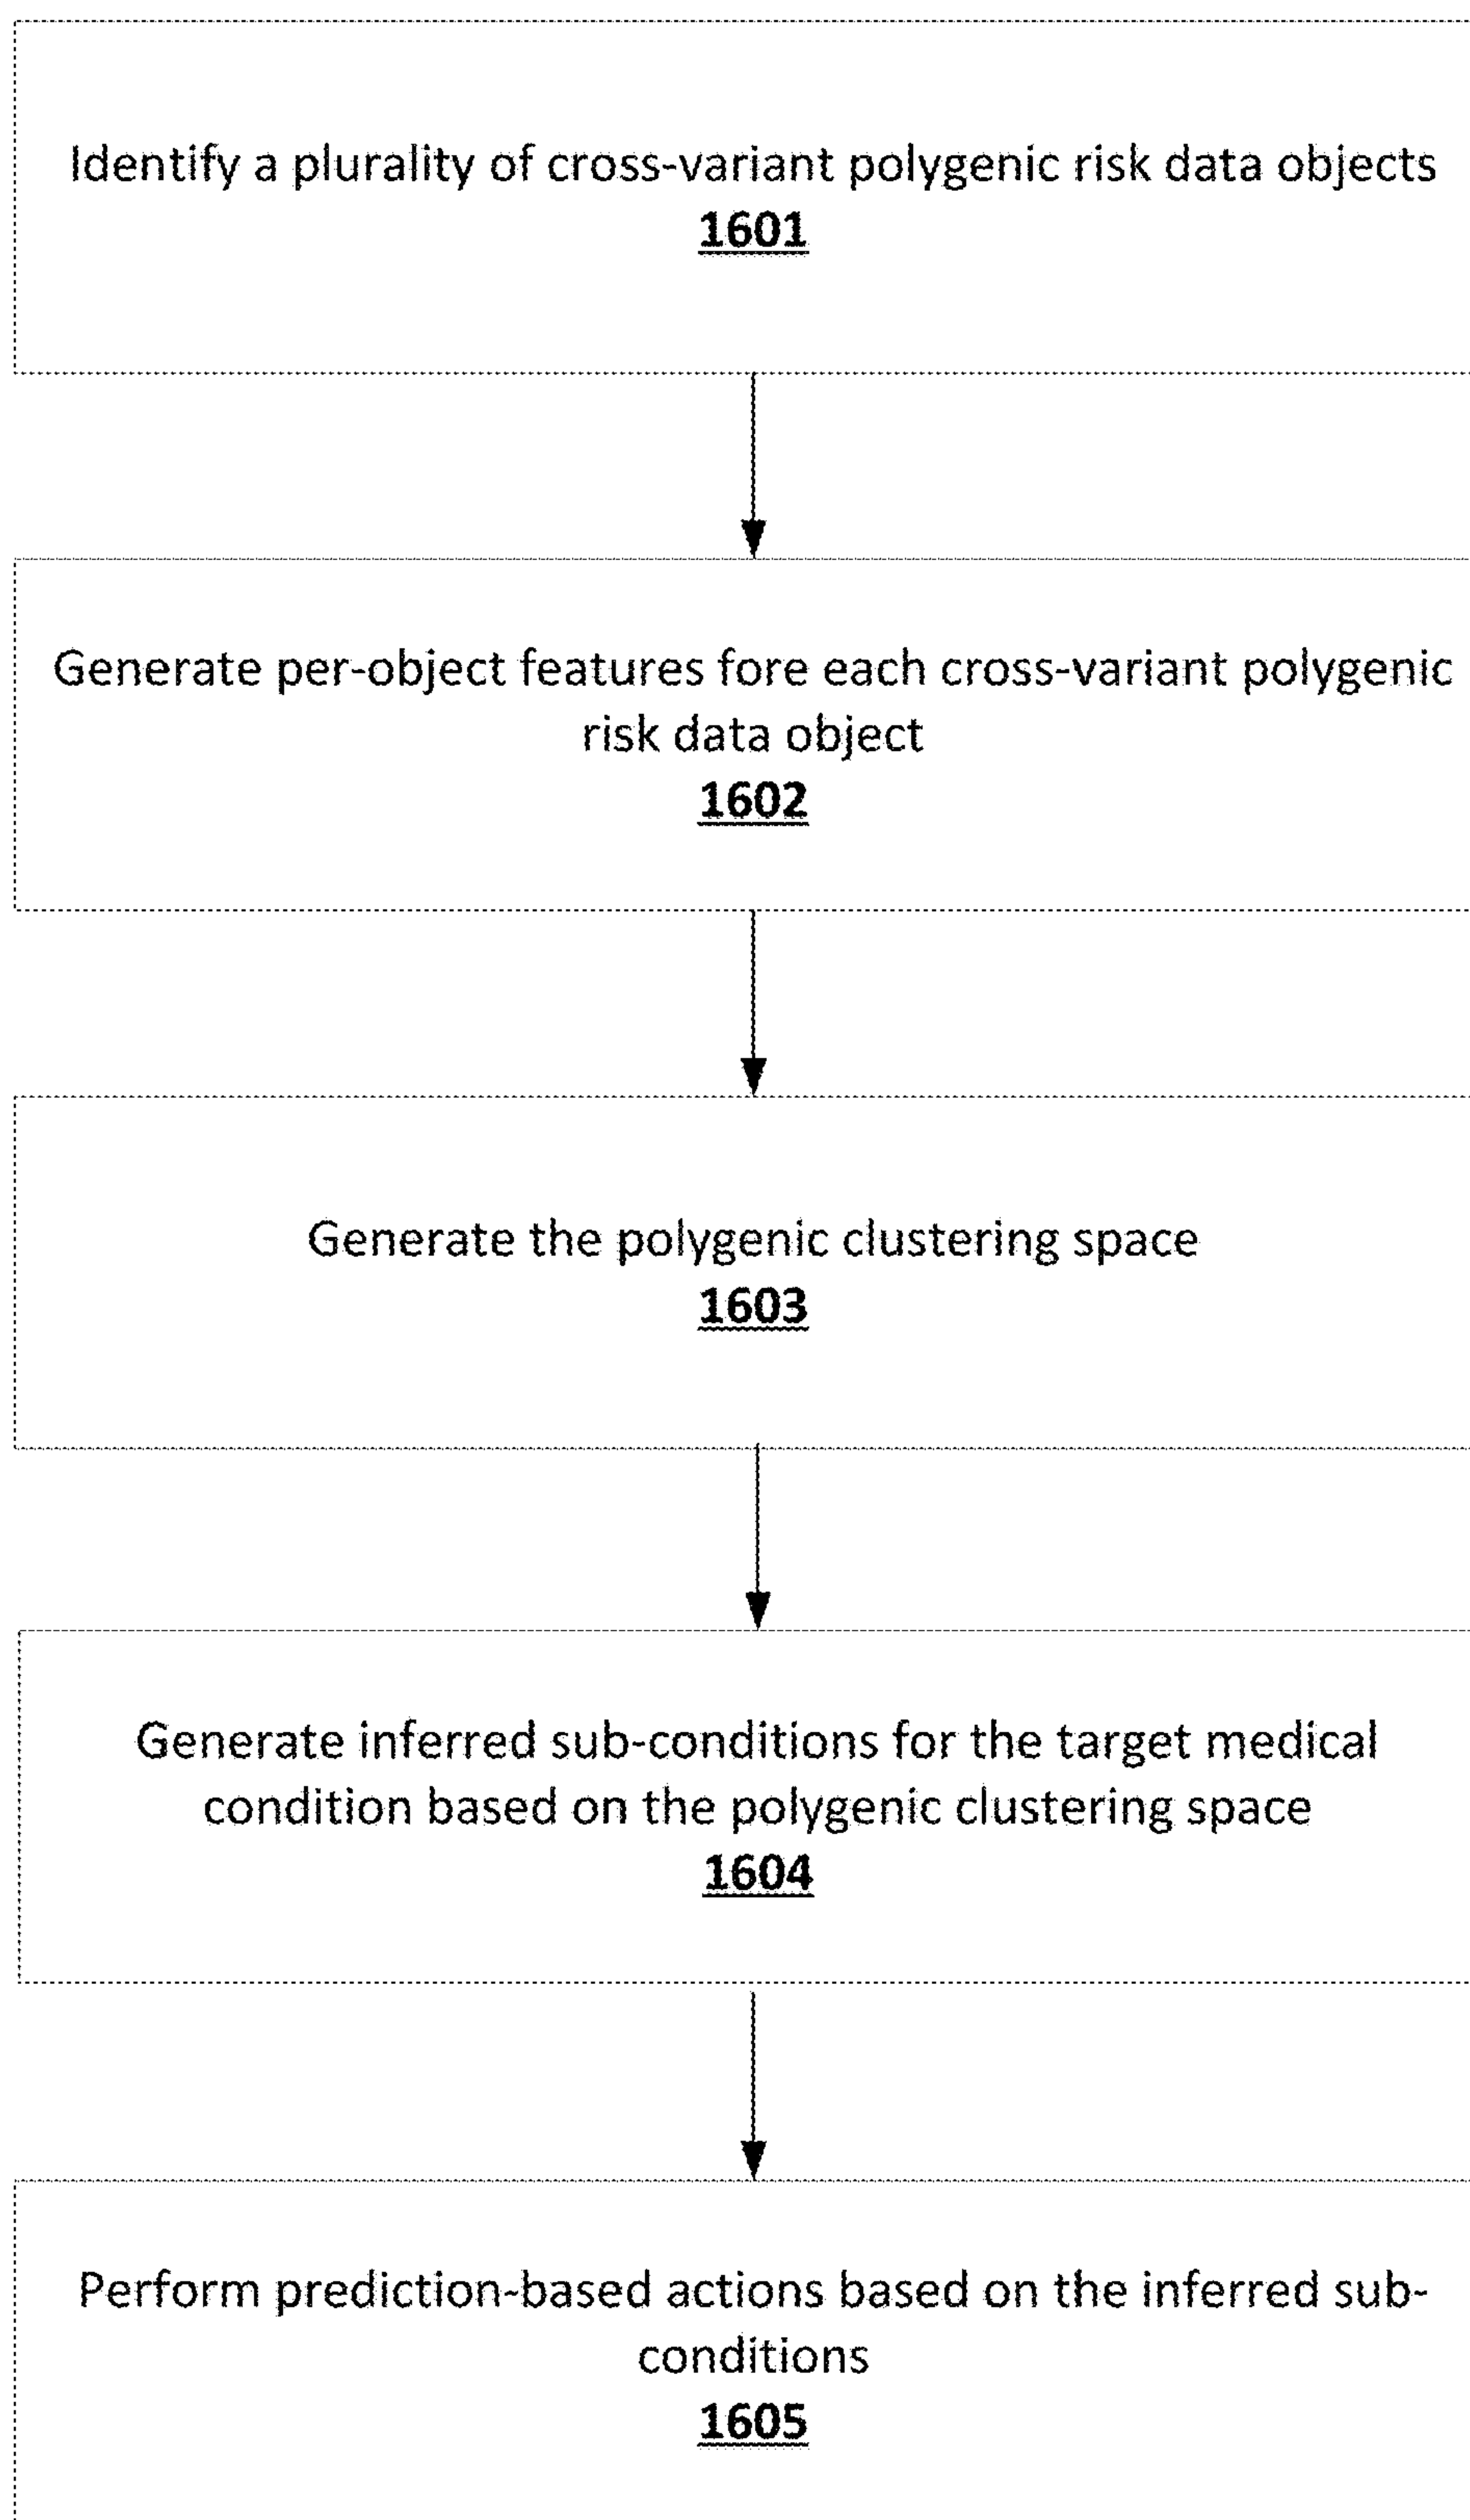 Identify a plurality of cross-variant polygenic risk data objects
1601
Generate per-object features fore each cross-variant polygenic
risk data object
1602
Generate the polygenic clustering space
1603
Generate inferred sub-conditions for the target medical
condition based on the polygenic clustering space
1604
Perform prediction-based actions based on the inferred sub-
conditions
1605